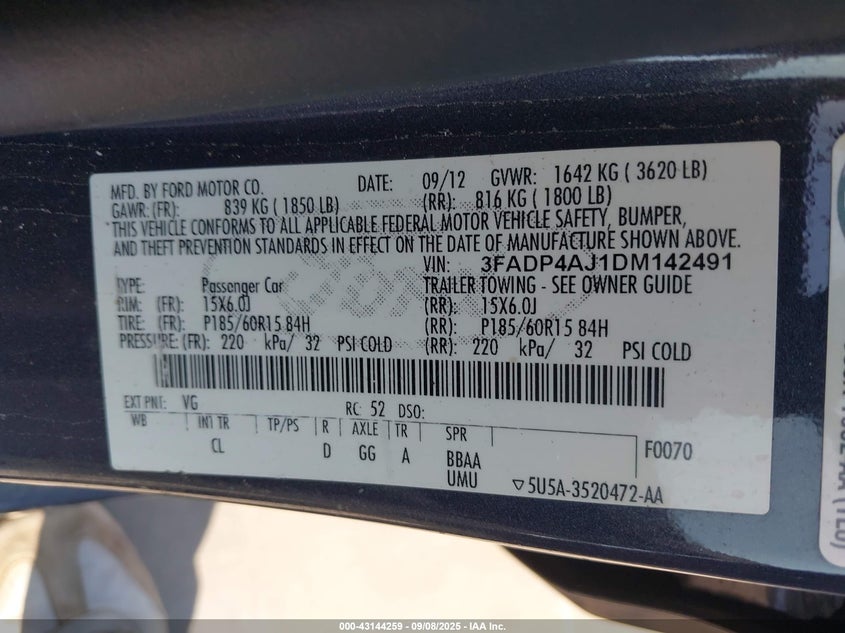 MFD. BY FORD MOTOR CO. DATE: 09/12 GVWR: 1642 KG ( 3620 LB)
GAWR: (FR): 839 KG ( 1850 LB) (RR): 816 KG ( 1800 LB)
THIS VEHICLE CONFORMS TO ALL APPLICABLE FEDERAL MOTOR VEHICLE SAFETY, BUMPER,
AND THEFT PREVENTION STANDARDS IN EFFECT ON THE DATE OF MANUFACTURE SHOWN ABOVE.
VIN: 3FADP4AJ1DM142491
TYPE: Passenger Car TRAILER TOWING - SEE OWNER GUIDE
RIM: (FR): 15X6.0J (RR): 15X6.0J
TIRE: (FR): P185/60R15 84H (RR): P185/60R15 84H
PRESSURE: (FR): 220 kPa/ 32 PSI COLD (RR): 220 kPa/ 32 PSI COLD
EXT PNT: VG RC: 52 DSO:
WB INT TR TP/PS R AXLE TR SPR F0070
CL D GG A BBAA
UMU ▽5U5A-3520472-AA
000-43144259 - 09/08/2025 - IAA Inc.